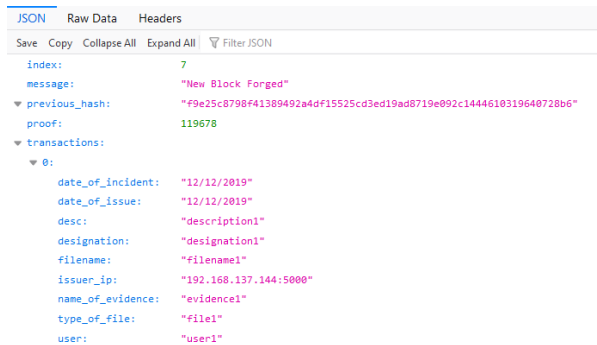 JSON Raw Data Headers
Save Copy Collapse All Expand All Filter JSON
index: 7
message: "New Block Forged"
previous_hash: "f9e25c8798f41389492a4df15525cd3ed19ad8719e092c1444610319640728b6"
proof: 119678
transactions:
0:
date_of_incident: "12/12/2019"
date_of_issue: "12/12/2019"
desc: "description1"
designation: "designation1"
filename: "filename1"
issuer_ip: "192.168.137.144:5000"
name_of_evidence: "evidence1"
type_of_file: "file1"
user: "user1"